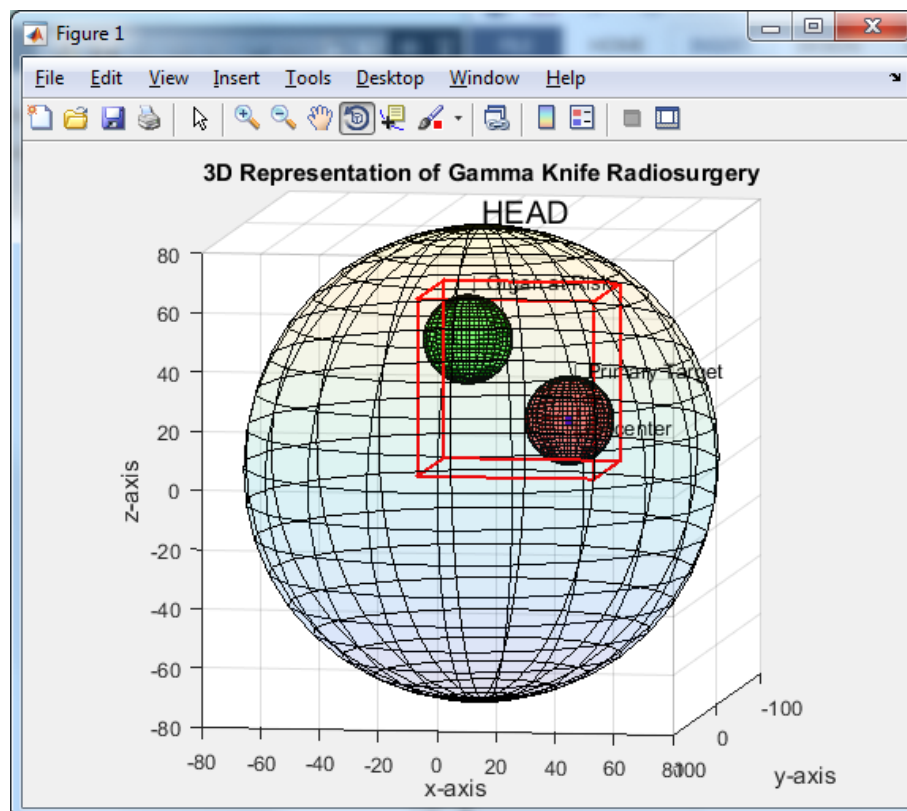 Figure 1
File Edit View Insert Tools Desktop Window Help
3D Representation of Gamma Knife Radiosurgery
HEAD
Organ at Risk
Primary Target
center
80
60
40
20
0
-20
-40
-60
-80
z-axis
-80 -60 -40 -20 0 20 40 60 80
x-axis
100 0 -100
y-axis